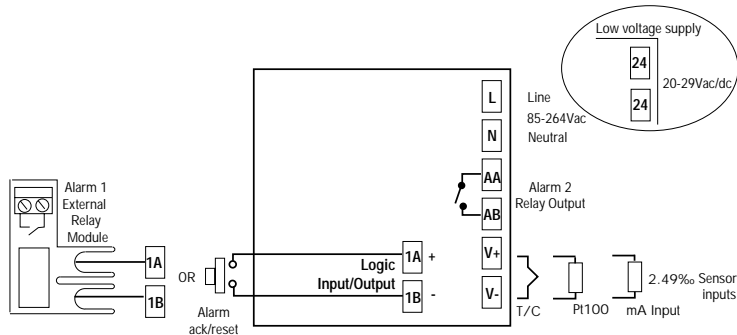 Low voltage supply
24
20-29Vac/dc
24
L
Line
85-264Vac
N
Neutral
AA
Alarm 2
Relay Output
AB
Alarm 1
External
Relay
Module
1A
1B
OR
Alarm
ack/reset
Logic
Input/Output
1A +
1B -
V+
V-
T/C
Pt100
mA Input
2.49‰ Sensor
inputs